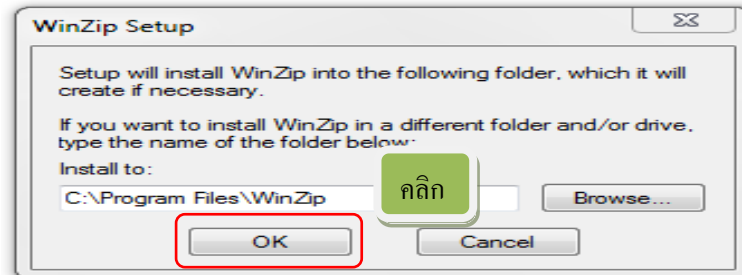 WinZip Setup
Setup will install WinZip into the following folder, which it will
create if necessary.
If you want to install WinZip in a different folder and/or drive,
type the name of the folder below:
Install to:
C:\Program Files\WinZip
คลิก
Browse...
OK
Cancel